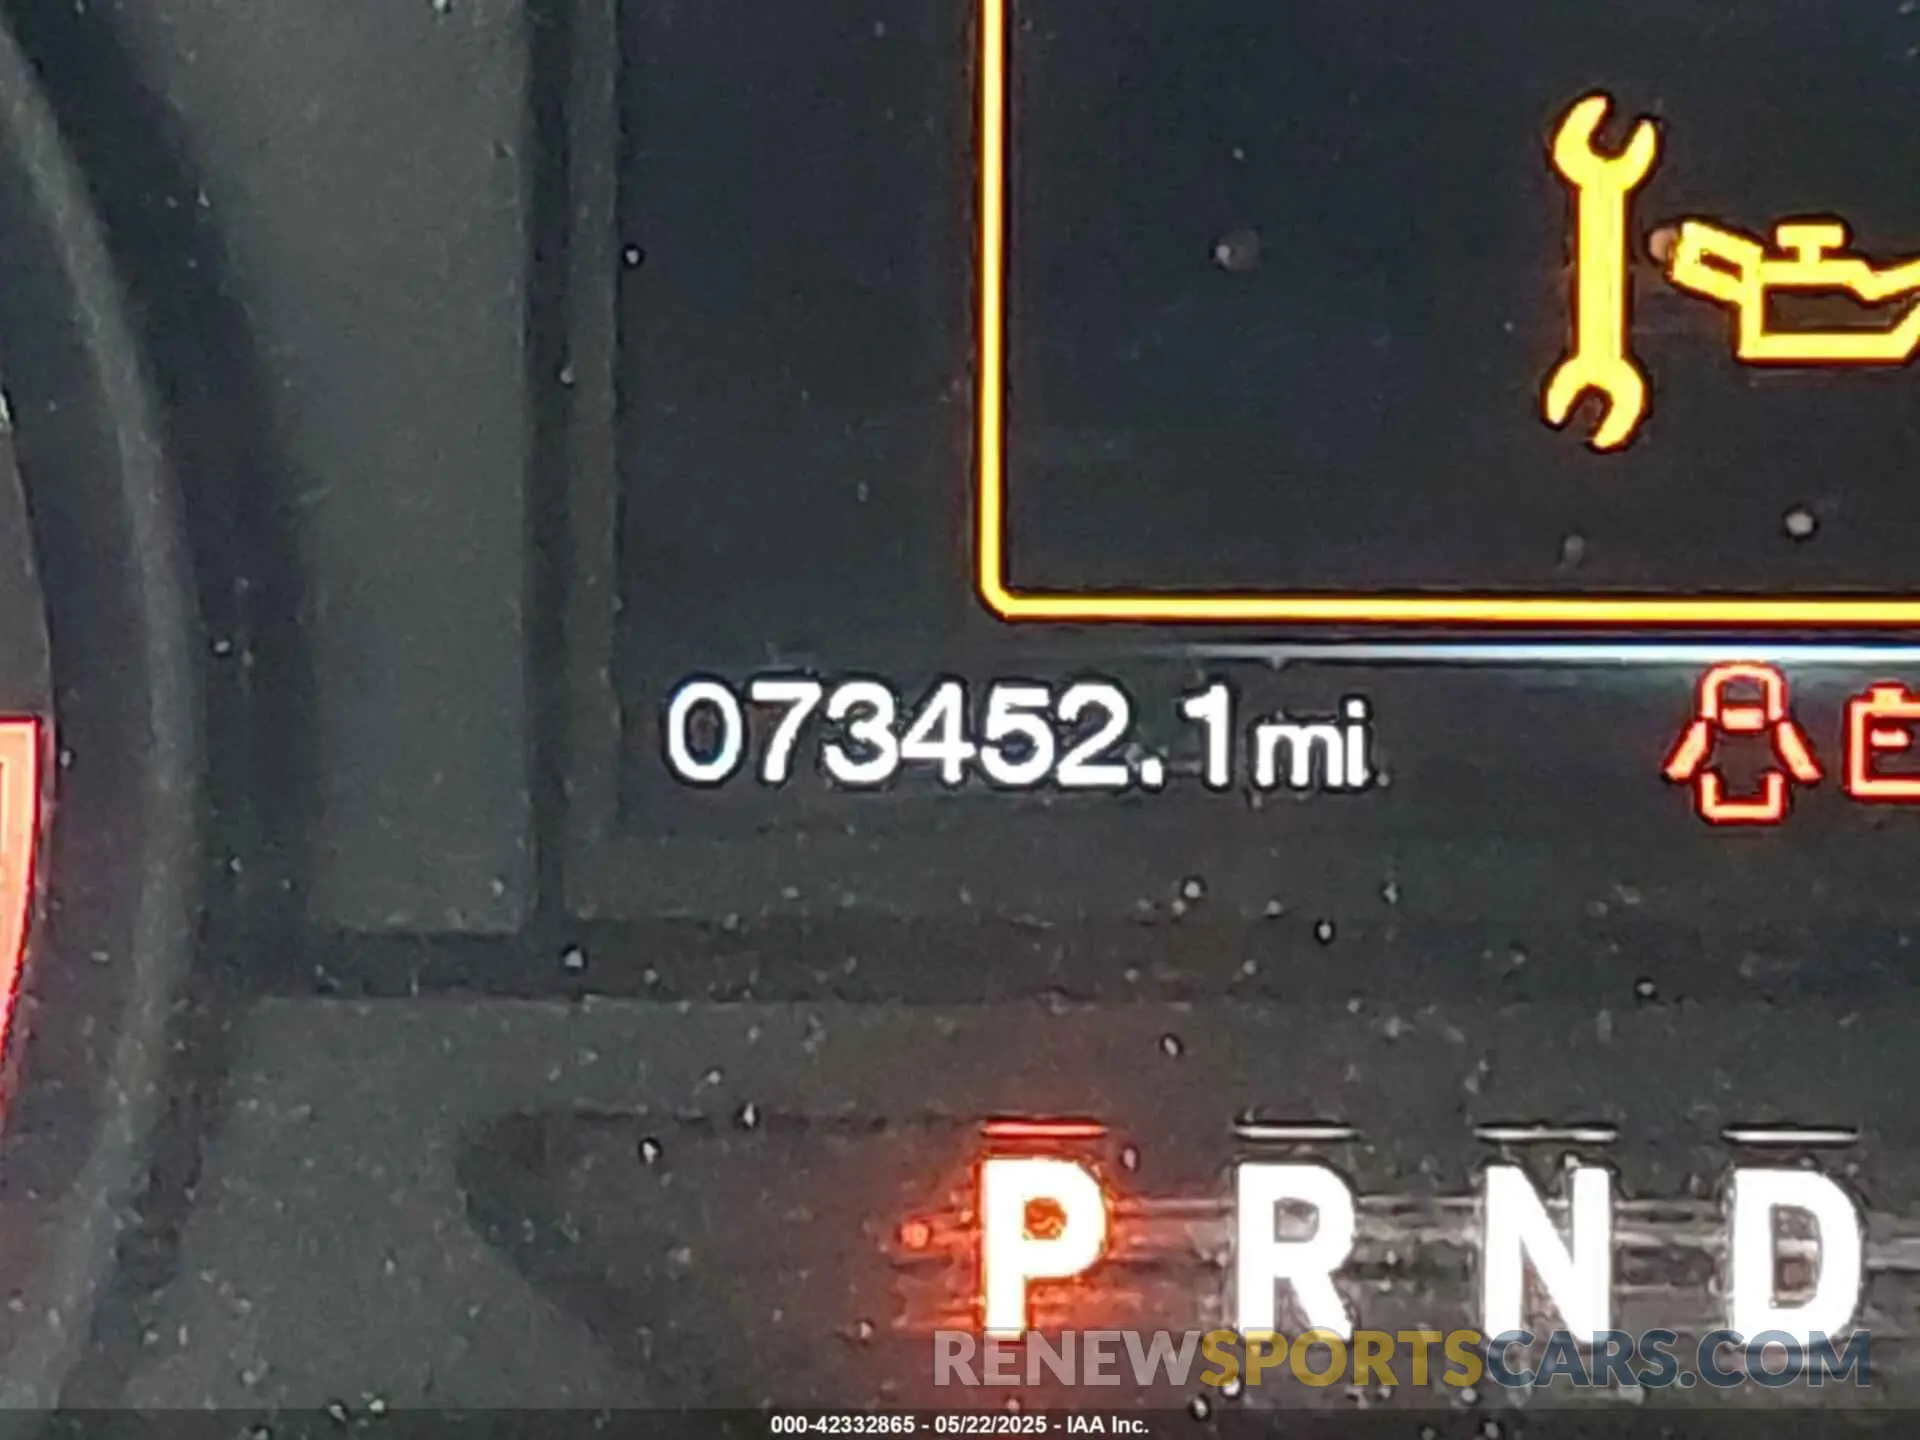 073452.1mi
P R N D
RENEWSPORTSCARS.COM
000-42332865 - 05/22/2025 - IAA Inc.